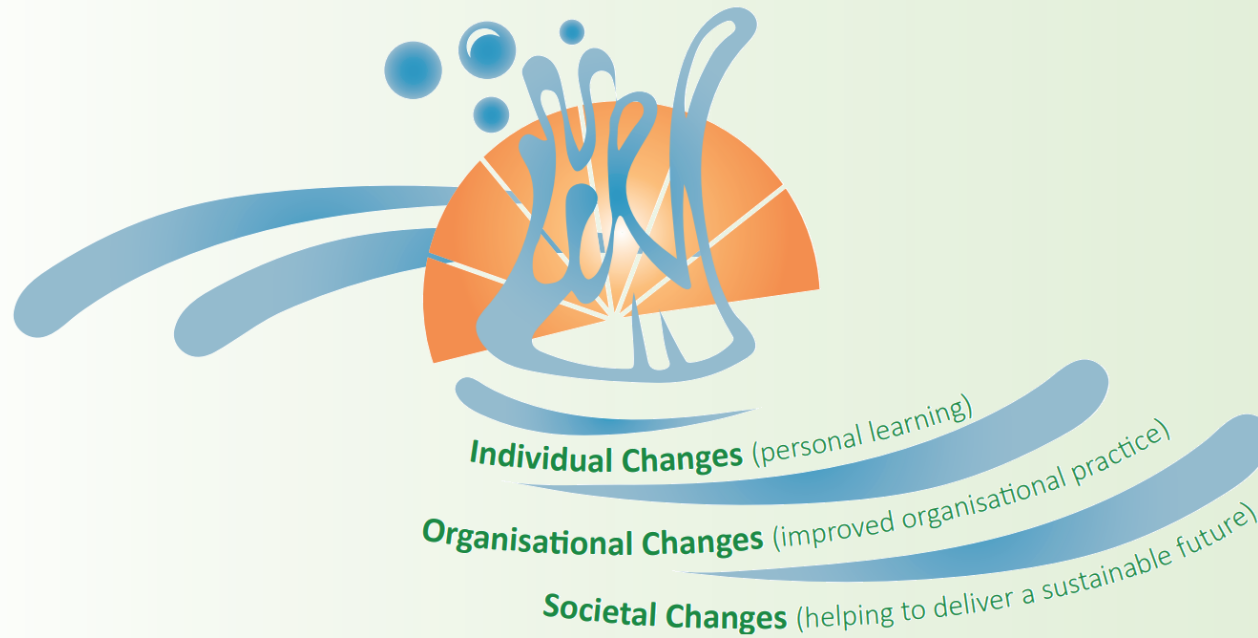 Individual Changes (personal learning)
Organisational Changes (improved organisational practice)
Societal Changes (helping to deliver a sustainable future)